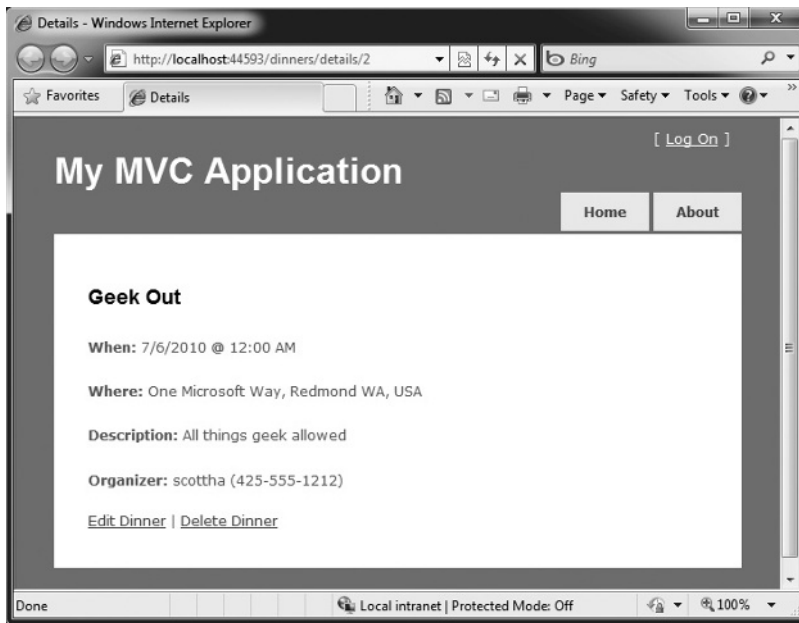 Details - Windows Internet Explorer
http://localhost:44593/dinners/details/2
Bing
Favorites
Details
Page
Safety
Tools
»
[ Log On ]
My MVC Application
Home
About
Geek Out
When: 7/6/2010 @ 12:00 AM
Where: One Microsoft Way, Redmond WA, USA
Description: All things geek allowed
Organizer: scottha (425-555-1212)
Edit Dinner | Delete Dinner
Done
Local intranet | Protected Mode: Off
100%